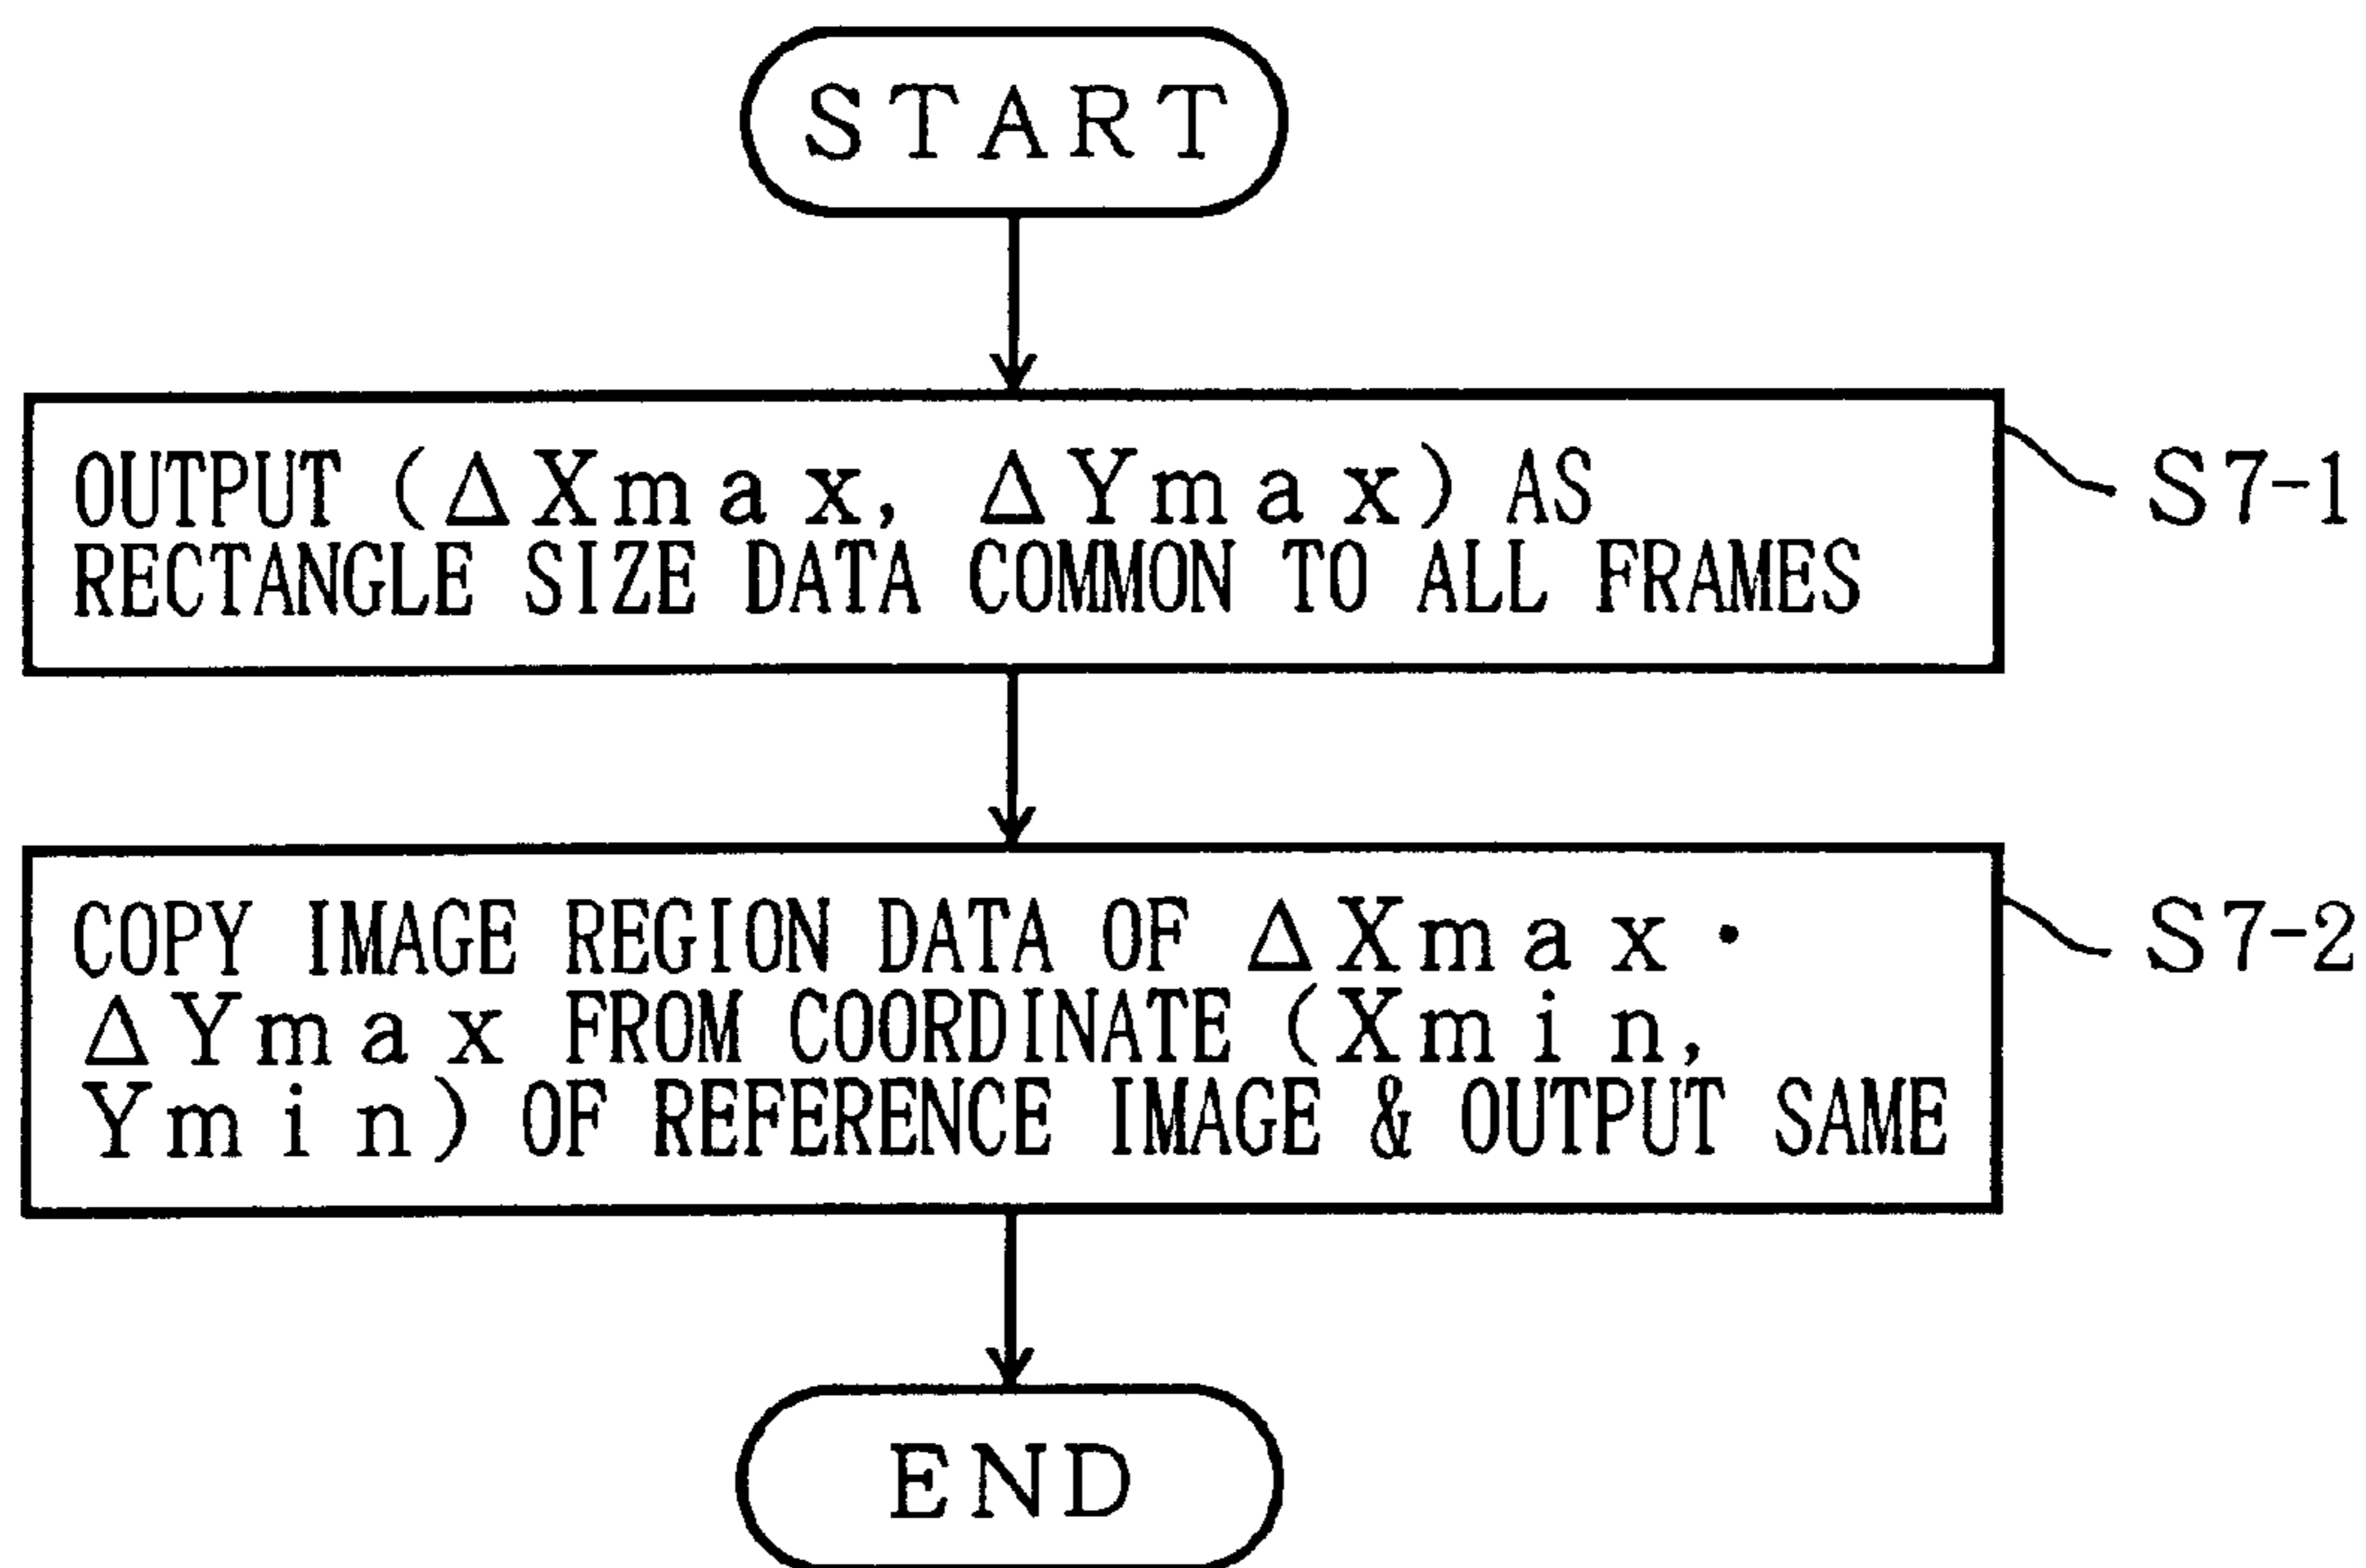 START
OUTPUT (ΔXmax, ΔYmax) AS
RECTANGLE SIZE DATA COMMON TO ALL FRAMES
S7-1
COPY IMAGE REGION DATA OF ΔXmax·
ΔYmax FROM COORDINATE (Xmin,
Ymin) OF REFERENCE IMAGE & OUTPUT SAME
S7-2
END